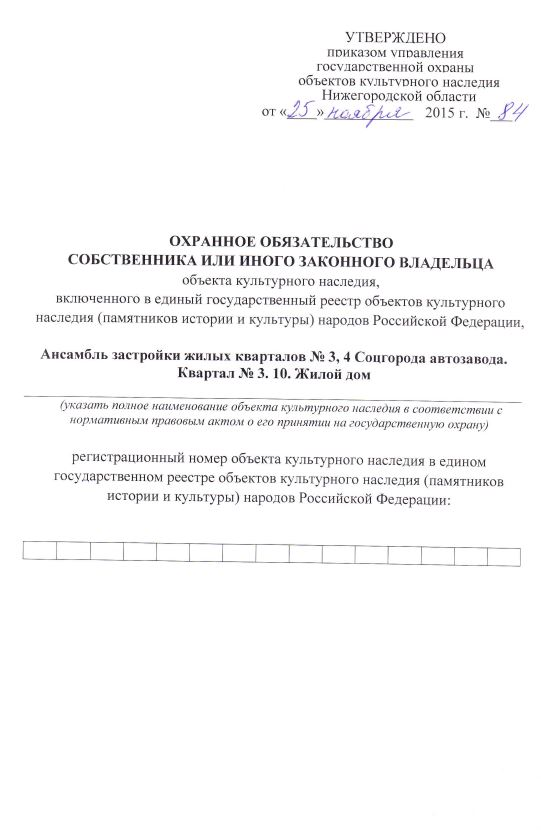 УТВЕРЖДЕНО
приказом управления
государственной охраны
объектов культурного наследия
Нижегородской области
от «25» ноября 2015 г. № 84
ОХРАННОЕ ОБЯЗАТЕЛЬСТВО
СОБСТВЕННИКА ИЛИ ИНОГО ЗАКОННОГО ВЛАДЕЛЬЦА
объекта культурного наследия,
включенного в единый государственный реестр объектов культурного
наследия (памятников истории и культуры) народов Российской Федерации,
Ансамбль застройки жилых кварталов № 3, 4 Соцгорода автозавода.
Квартал № 3. 10. Жилой дом
(указать полное наименование объекта культурного наследия в соответствии с
нормативным правовым актом о его принятии на государственную охрану)
регистрационный номер объекта культурного наследия в едином
государственном реестре объектов культурного наследия (памятников
истории и культуры) народов Российской Федерации: